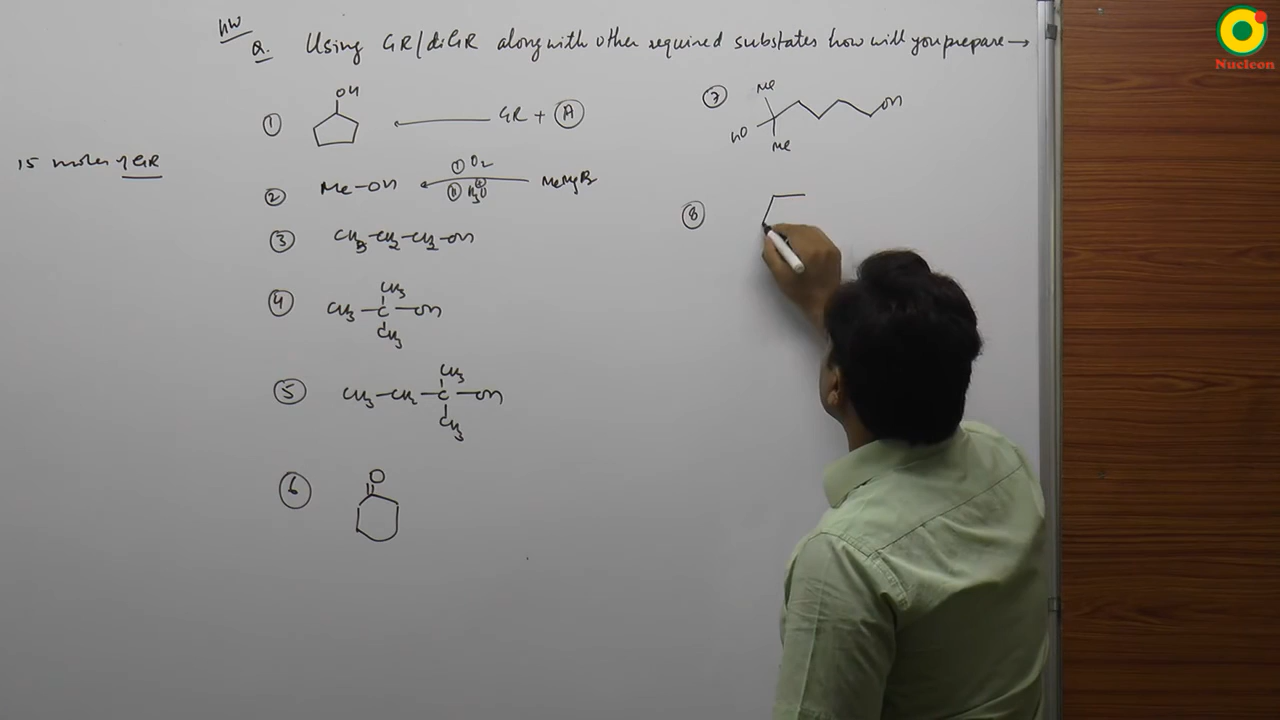 HW
Q. Using GR/diGR along with other required substates how will you prepare →
① OH ← GR + Ⓐ
15 moles of GR
② Me-OH ← ① O2 ② H3O⊕ MeMgBr
③ CH3-CH2-CH2-OH
④ CH3
CH3-C-OH
CH3
⑤ CH3
CH3-CH2-C-OH
CH3
⑥ O
⑦ Me
HO OH
Me
⑧
Nucleon